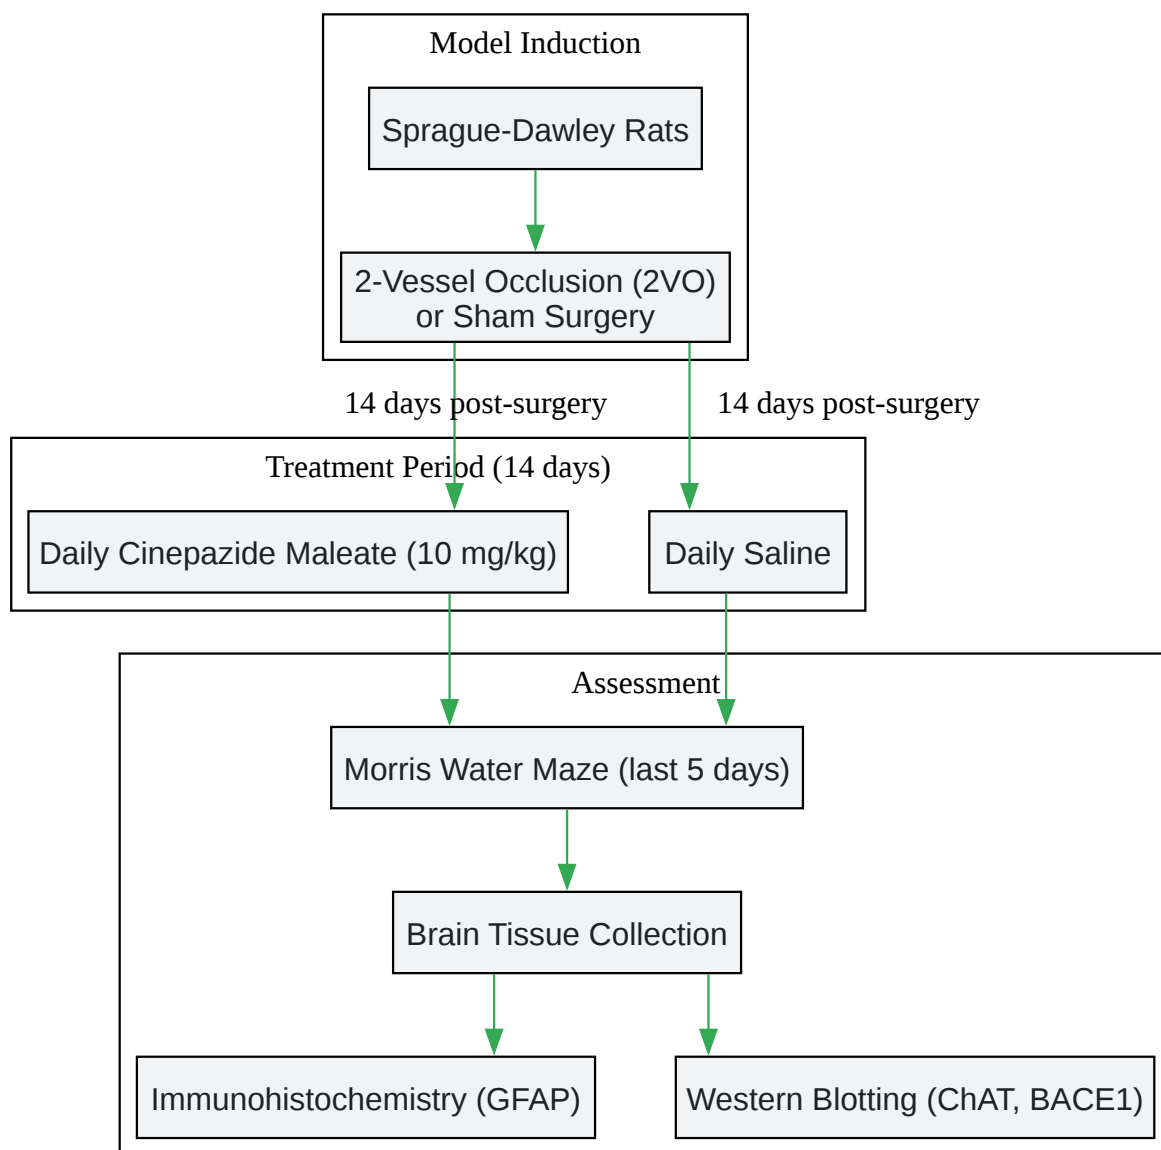 Model Induction
Sprague-Dawley Rats
2-Vessel Occlusion (2VO)
or Sham Surgery
14 days post-surgery
14 days post-surgery
Treatment Period (14 days)
Daily Cinepazide Maleate (10 mg/kg)
Daily Saline
Assessment
Morris Water Maze (last 5 days)
Brain Tissue Collection
Immunohistochemistry (GFAP)
Western Blotting (ChAT, BACE1)